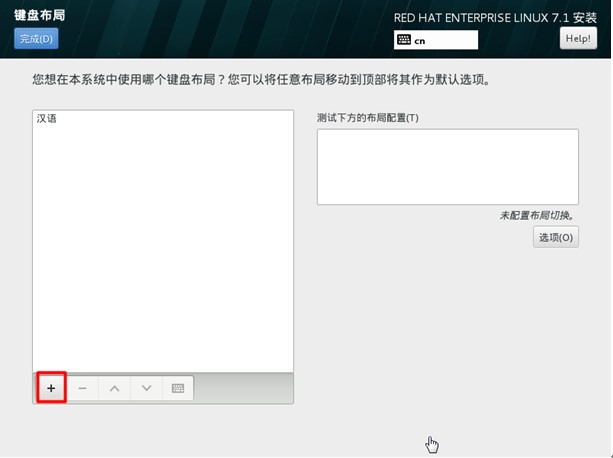 键盘布局
RED HAT ENTERPRISE LINUX 7.1 安装
完成(D)
cn
Help!
您想在本系统中使用哪个键盘布局？您可以将任意布局移动到顶部将其作为默认选项。
汉语
测试下方的布局配置(T)
未配置布局切换。
选项(O)